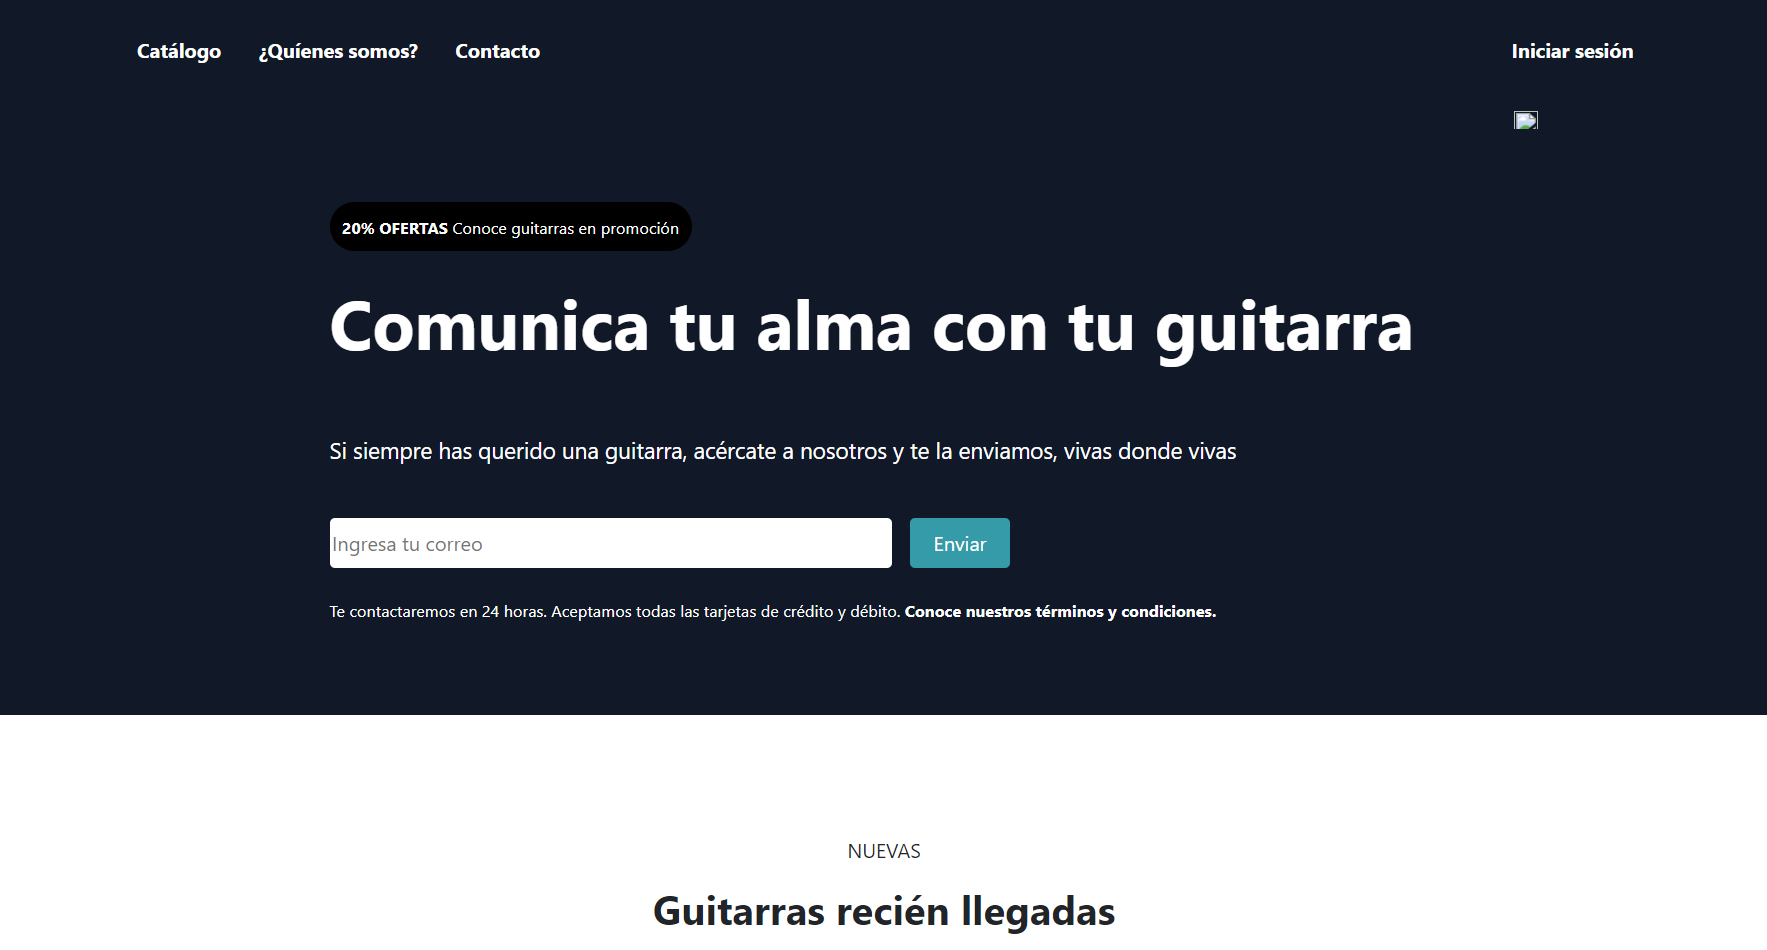 Catálogo ¿Quíenes somos? Contacto Iniciar sesión
20% OFERTAS Conoce guitarras en promoción
Comunica tu alma con tu guitarra
Si siempre has querido una guitarra, acércate a nosotros y te la enviamos, vivas donde vivas
Ingresa tu correo Enviar
Te contactaremos en 24 horas. Aceptamos todas las tarjetas de crédito y débito. Conoce nuestros términos y condiciones.
NUEVAS
Guitarras recién llegadas